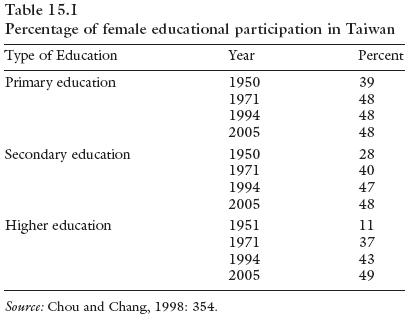 Table 15.1
Percentage of female educational participation in Taiwan
Type of Education Year Percent
Primary education 1950 39
1971 48
1994 48
2005 48
Secondary education 1950 28
1971 40
1994 47
2005 48
Higher education 1951 11
1971 37
1994 43
2005 49
Source: Chou and Chang, 1998: 354.